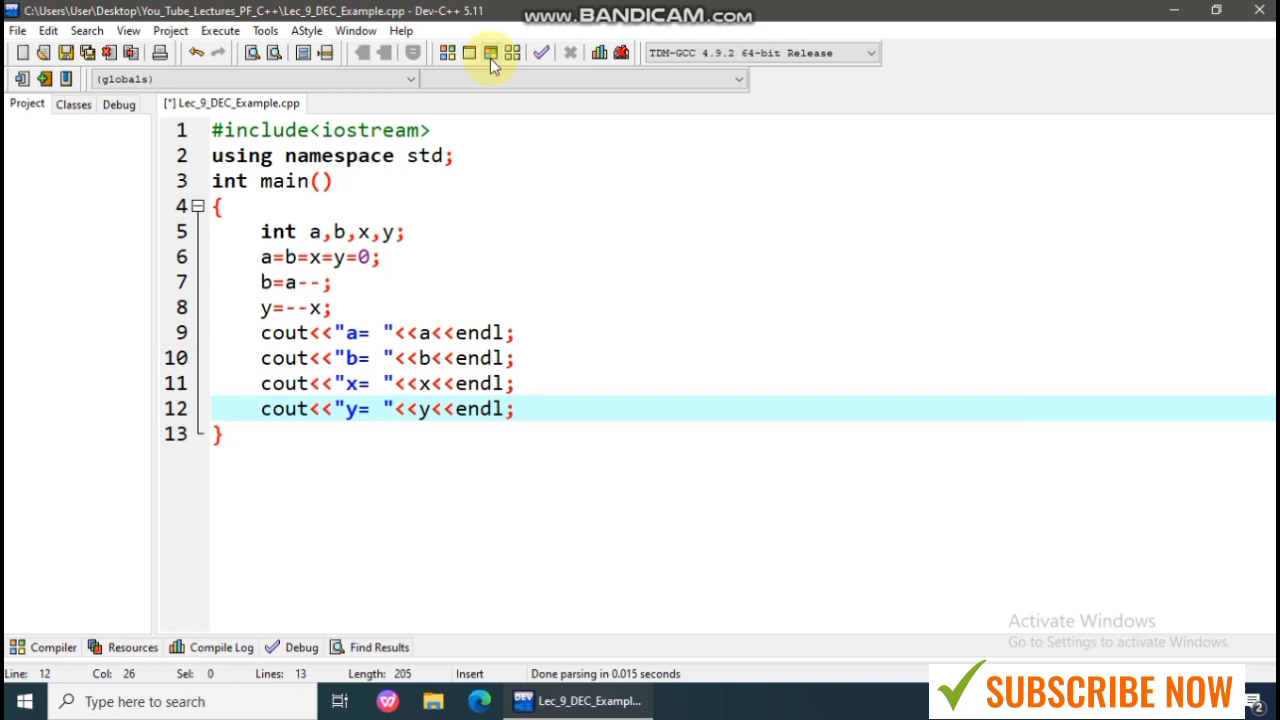 C:\Users\User\Desktop\You_Tube_Lectures_PF_C++\Lec_9_DEC_Example.cpp - Dev-C++ 5.11
www.BANDICAM.com
File Edit Search View Project Execute Tools AStyle Window Help
TDM-GCC 4.9.2 64-bit Release
(globals)
Project Classes Debug
[*] Lec_9_DEC_Example.cpp
1 #include<iostream>
2 using namespace std;
3 int main()
4 {
5 int a,b,x,y;
6 a=b=x=y=0;
7 b=a--;
8 y=--x;
9 cout<<"a= "<<a<<endl;
10 cout<<"b= "<<b<<endl;
11 cout<<"x= "<<x<<endl;
12 cout<<"y= "<<y<<endl;
13 }
Activate Windows
Go to Settings to activate Windows.
Compiler Resources Compile Log Debug Find Results
Line: 12 Col: 26 Sel: 0 Lines: 13 Length: 205 Insert Done parsing in 0.015 seconds
Type here to search
DEV
Lec_9_DEC_Exampl...
SUBSCRIBE NOW
2